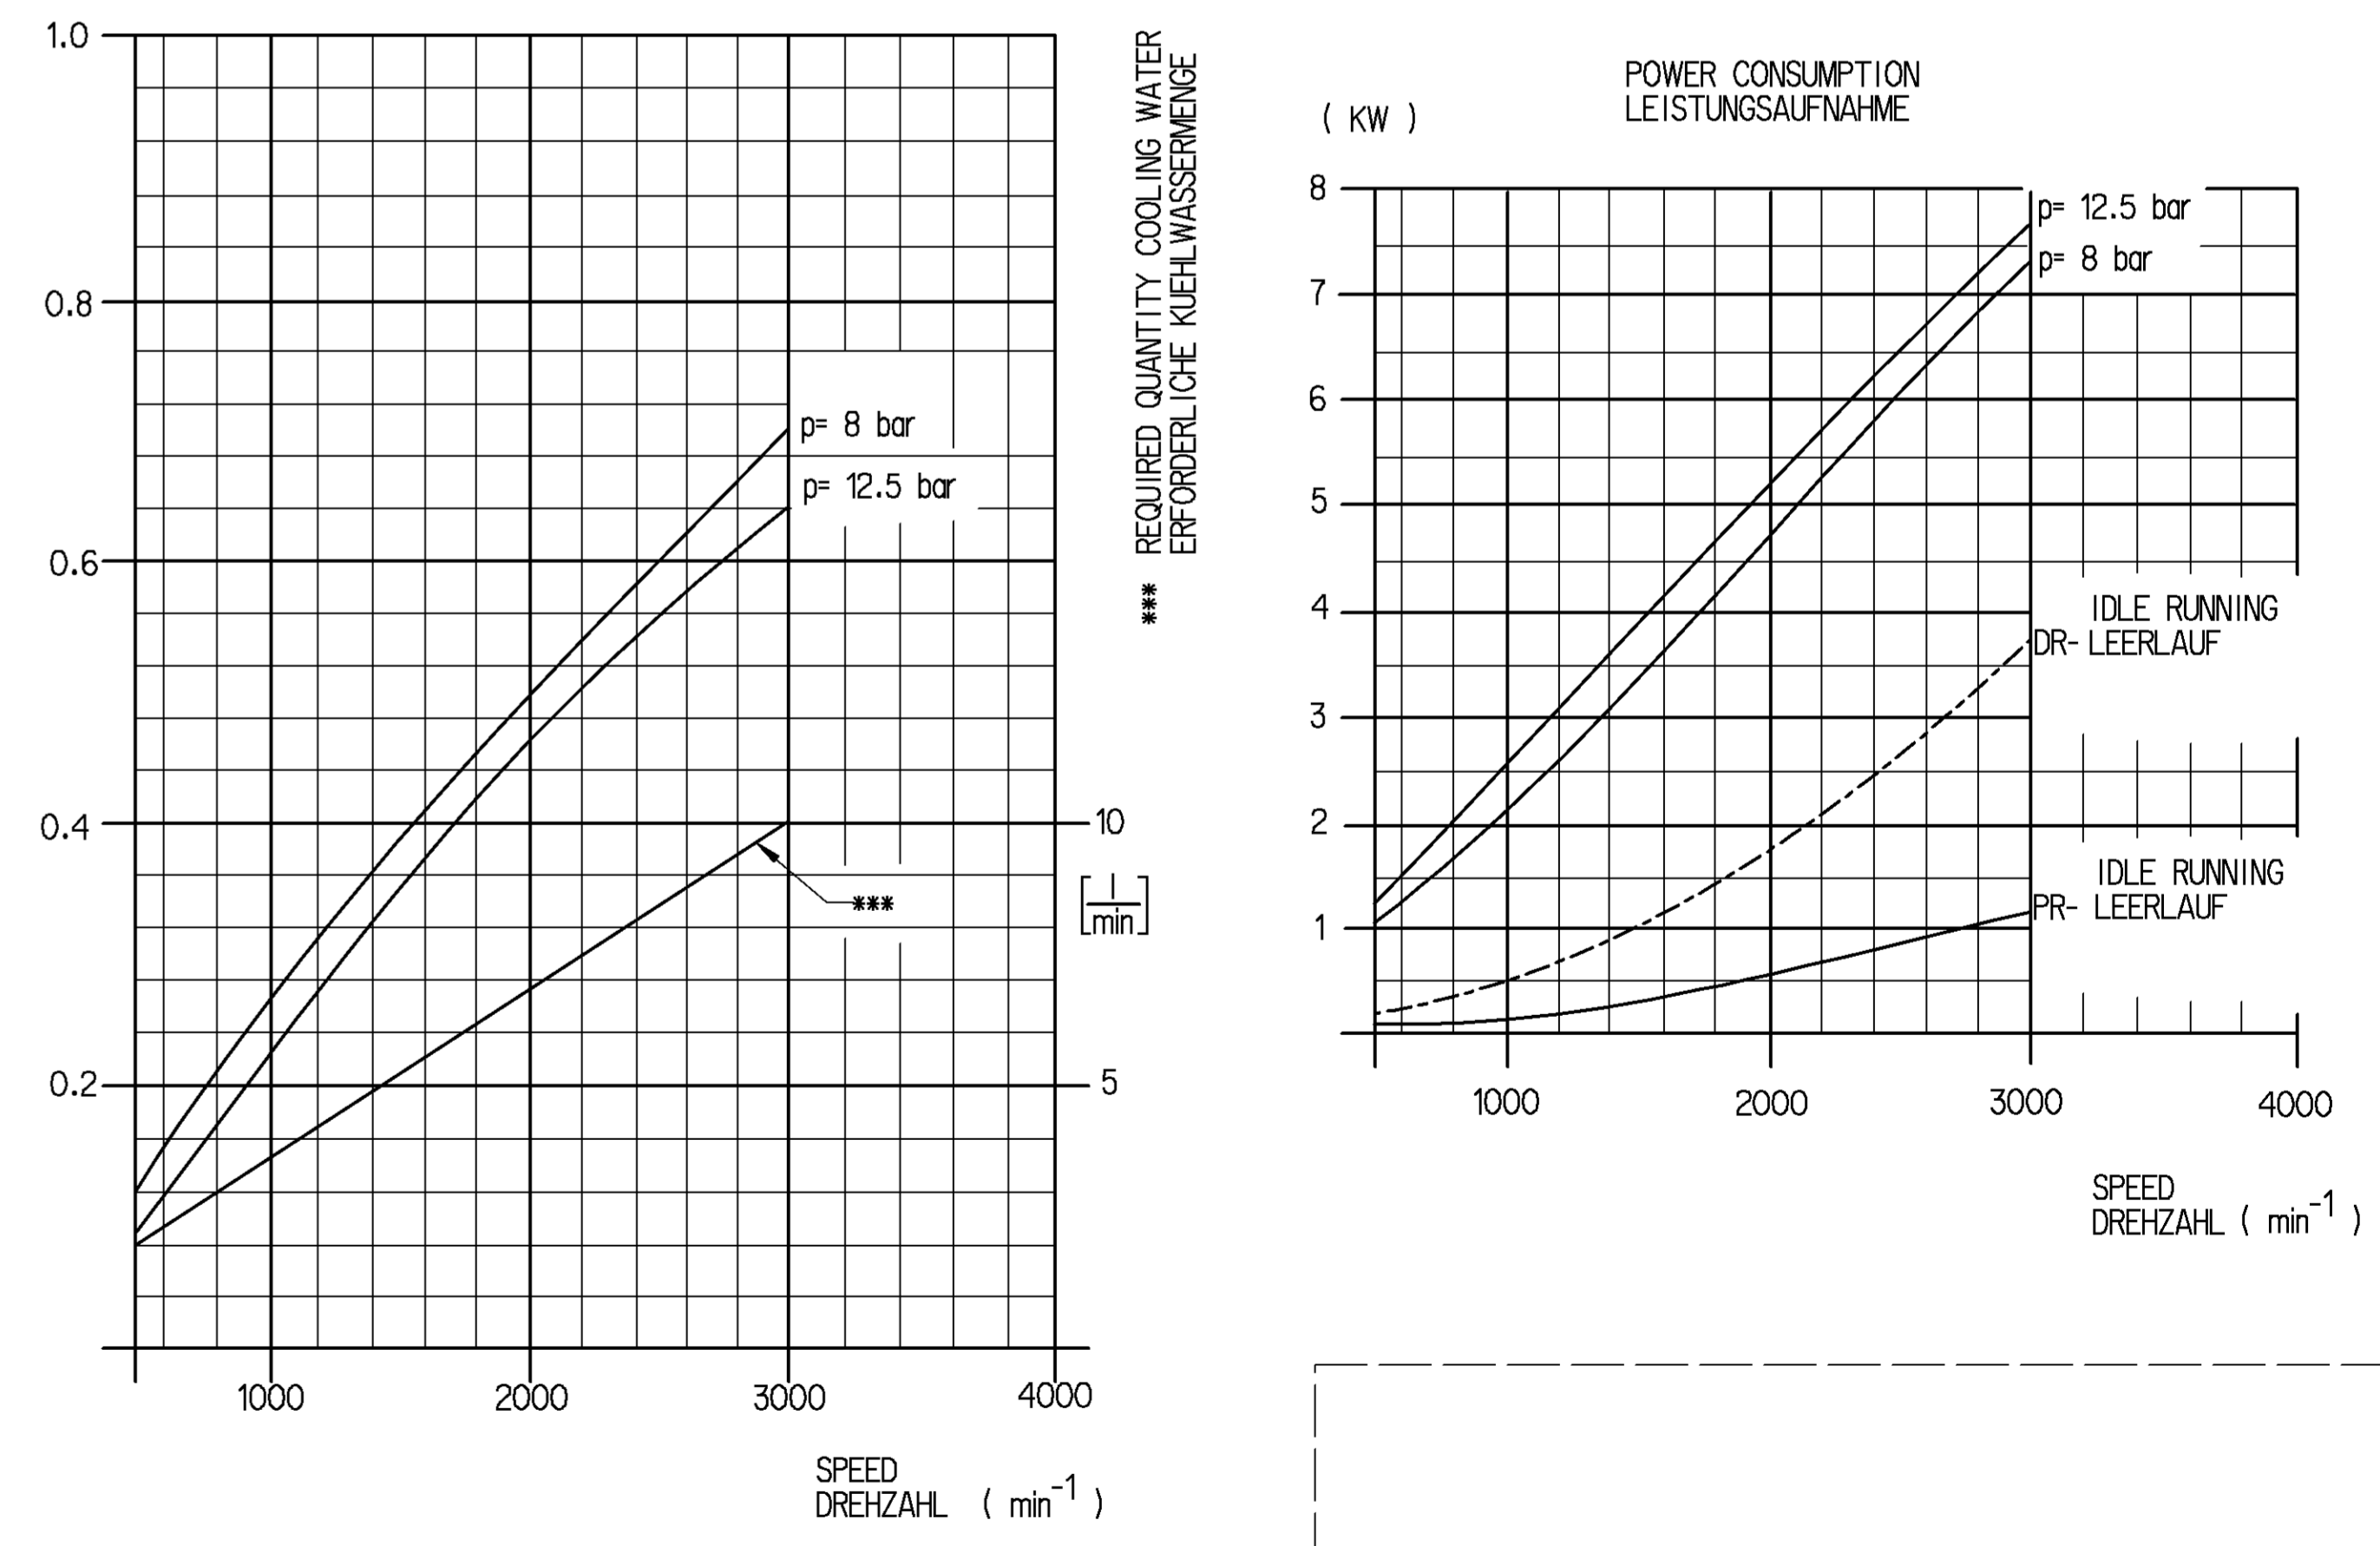 1.0
0.8
0.6
0.4
0.2
p= 8 bar
p= 12.5 bar
10
[l/min]
***
5
1000 2000 3000 4000
SPEED
DREHZAHL ( min⁻¹ )
*** REQUIRED QUANTITY COOLING WATER
ERFORDERLICHE KUEHLWASSERMENGE
POWER CONSUMPTION
LEISTUNGSAUFNAHME
( KW )
8
7
6
5
4
3
2
1
p= 12.5 bar
p= 8 bar
IDLE RUNNING
DR- LEERLAUF
IDLE RUNNING
PR- LEERLAUF
1000 2000 3000 4000
SPEED
DREHZAHL ( min⁻¹ )